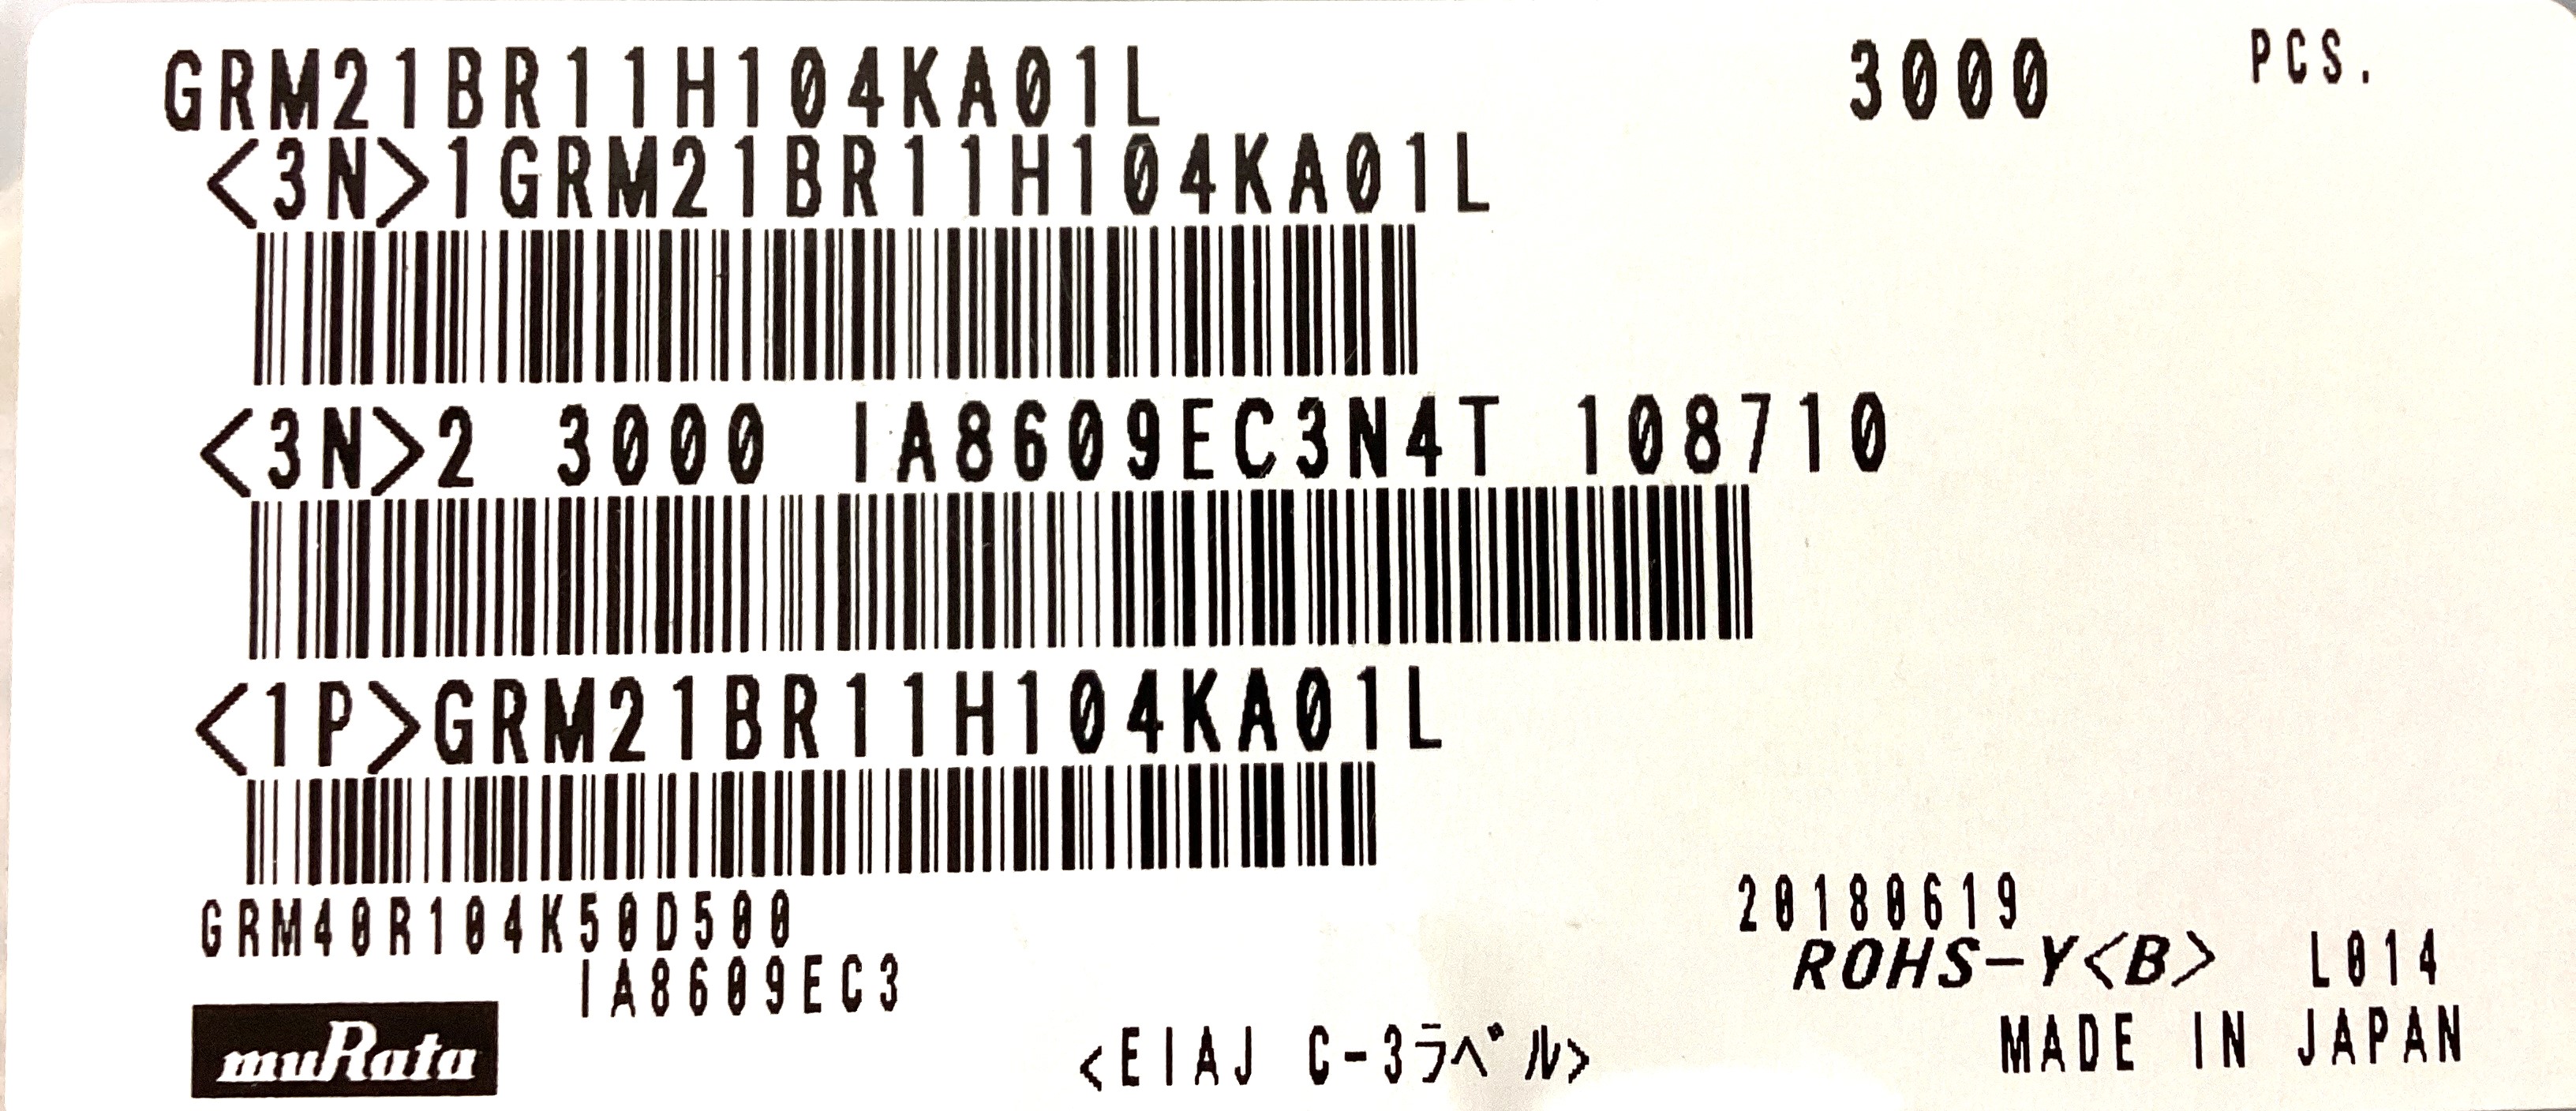 GRM21BR11H104KA01L 3000 PCS.
<3N>1GRM21BR11H104KA01L
<3N>2 3000 IA8609EC3N4T 108710
<1P>GRM21BR11H104KA01L
GRM40R104K50D500 20180619
IA8609EC3 ROHS-Y<B> L014
muRata <EIAJ C-3ラベル> MADE IN JAPAN